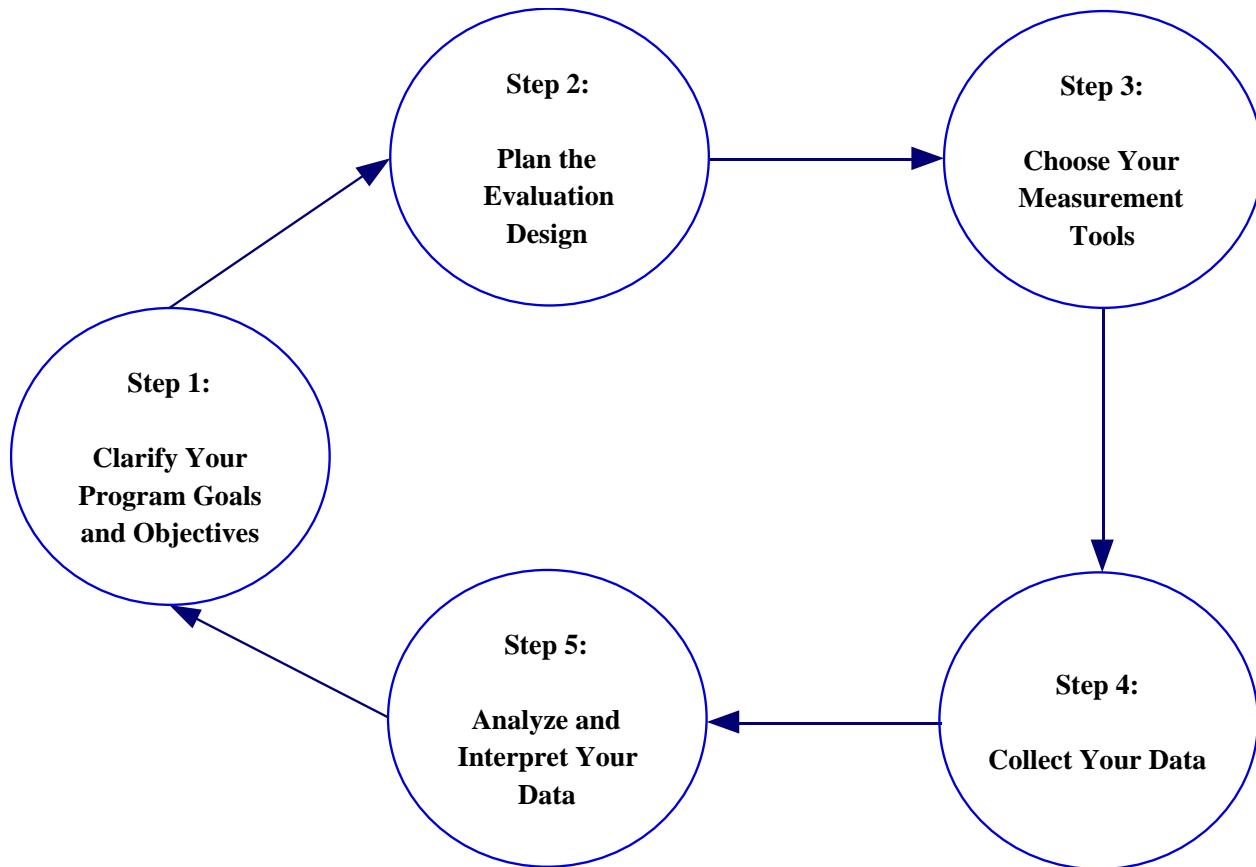 Step 1:
Clarify Your
Program Goals
and Objectives
Step 2:
Plan the
Evaluation
Design
Step 3:
Choose Your
Measurement
Tools
Step 4:
Collect Your Data
Step 5:
Analyze and
Interpret Your
Data